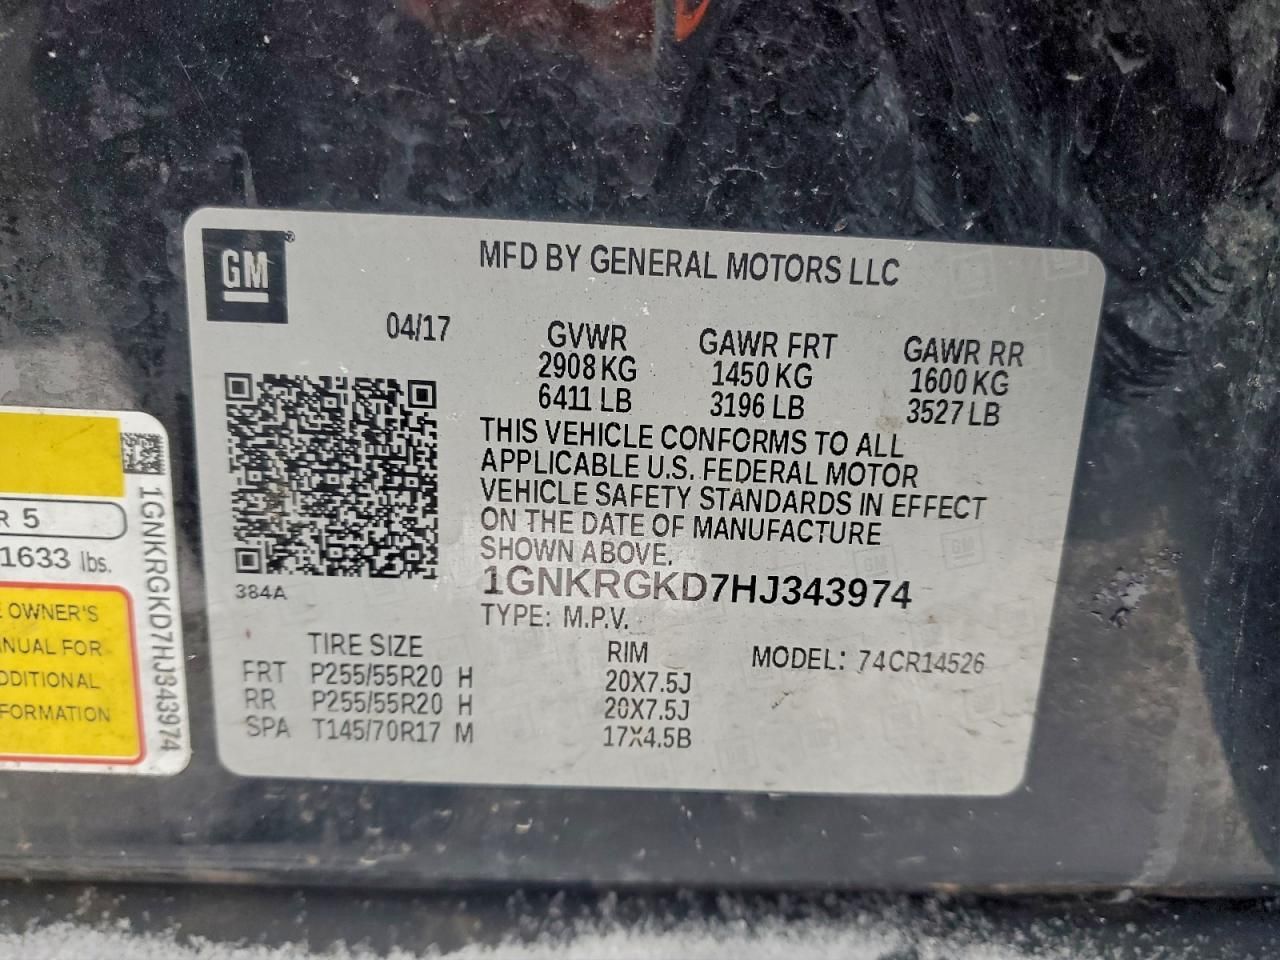 GM
MFD BY GENERAL MOTORS LLC
04/17
GVWR GAWR FRT GAWR RR
2908 KG 1450 KG 1600 KG
6411 LB 3196 LB 3527 LB
THIS VEHICLE CONFORMS TO ALL
APPLICABLE U.S. FEDERAL MOTOR
VEHICLE SAFETY STANDARDS IN EFFECT
ON THE DATE OF MANUFACTURE
SHOWN ABOVE.
384A
1GNKRGKD7HJ343974
TYPE: M.P.V.
TIRE SIZE RIM MODEL: 74CR14526
FRT P255/55R20 H 20X7.5J
RR P255/55R20 H 20X7.5J
SPA T145/70R17 M 17X4.5B
R 5
1633 lbs.
OWNER'S
NUAL FOR
DDITIONAL
FORMATION
1GNKRGKD7HJ343974